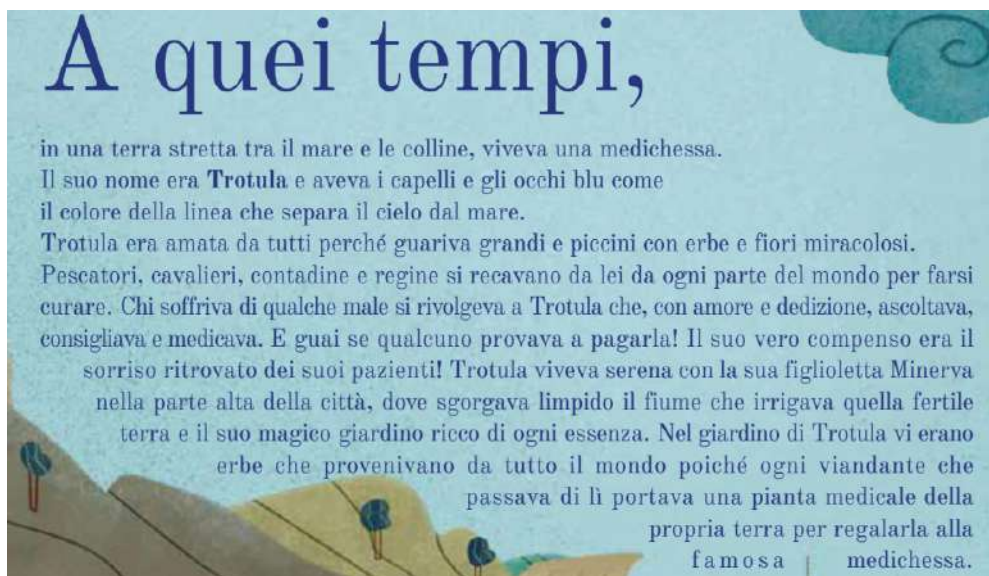 A quei tempi,
in una terra stretta tra il mare e le colline, viveva una medichessa.
Il suo nome era Trotula e aveva i capelli e gli occhi blu come
il colore della linea che separa il cielo dal mare.
Trotula era amata da tutti perché guariva grandi e piccini con erbe e fiori miracolosi.
Pescatori, cavalieri, contadine e regine si recavano da lei da ogni parte del mondo per farsi
curare. Chi soffriva di qualche male si rivolgeva a Trotula che, con amore e dedizione, ascoltava,
consigliava e medicava. E guai se qualcuno provava a pagarla! Il suo vero compenso era il
sorriso ritrovato dei suoi pazienti! Trotula viveva serena con la sua figlioletta Minerva
nella parte alta della città, dove sgorgava limpido il fiume che irrigava quella fertile
terra e il suo magico giardino ricco di ogni essenza. Nel giardino di Trotula vi erano
erbe che provenivano da tutto il mondo poiché ogni viandante che
passava di lì portava una pianta medicale della
propria terra per regalarla alla
famosa medichessa.